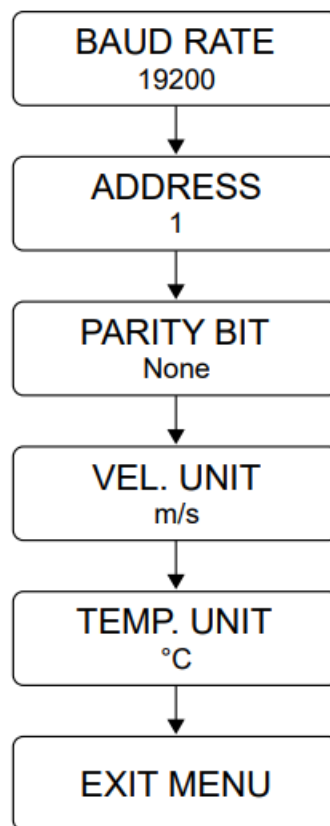 BAUD RATE
19200
ADDRESS
1
PARITY BIT
None
VEL. UNIT
m/s
TEMP. UNIT
°C
EXIT MENU